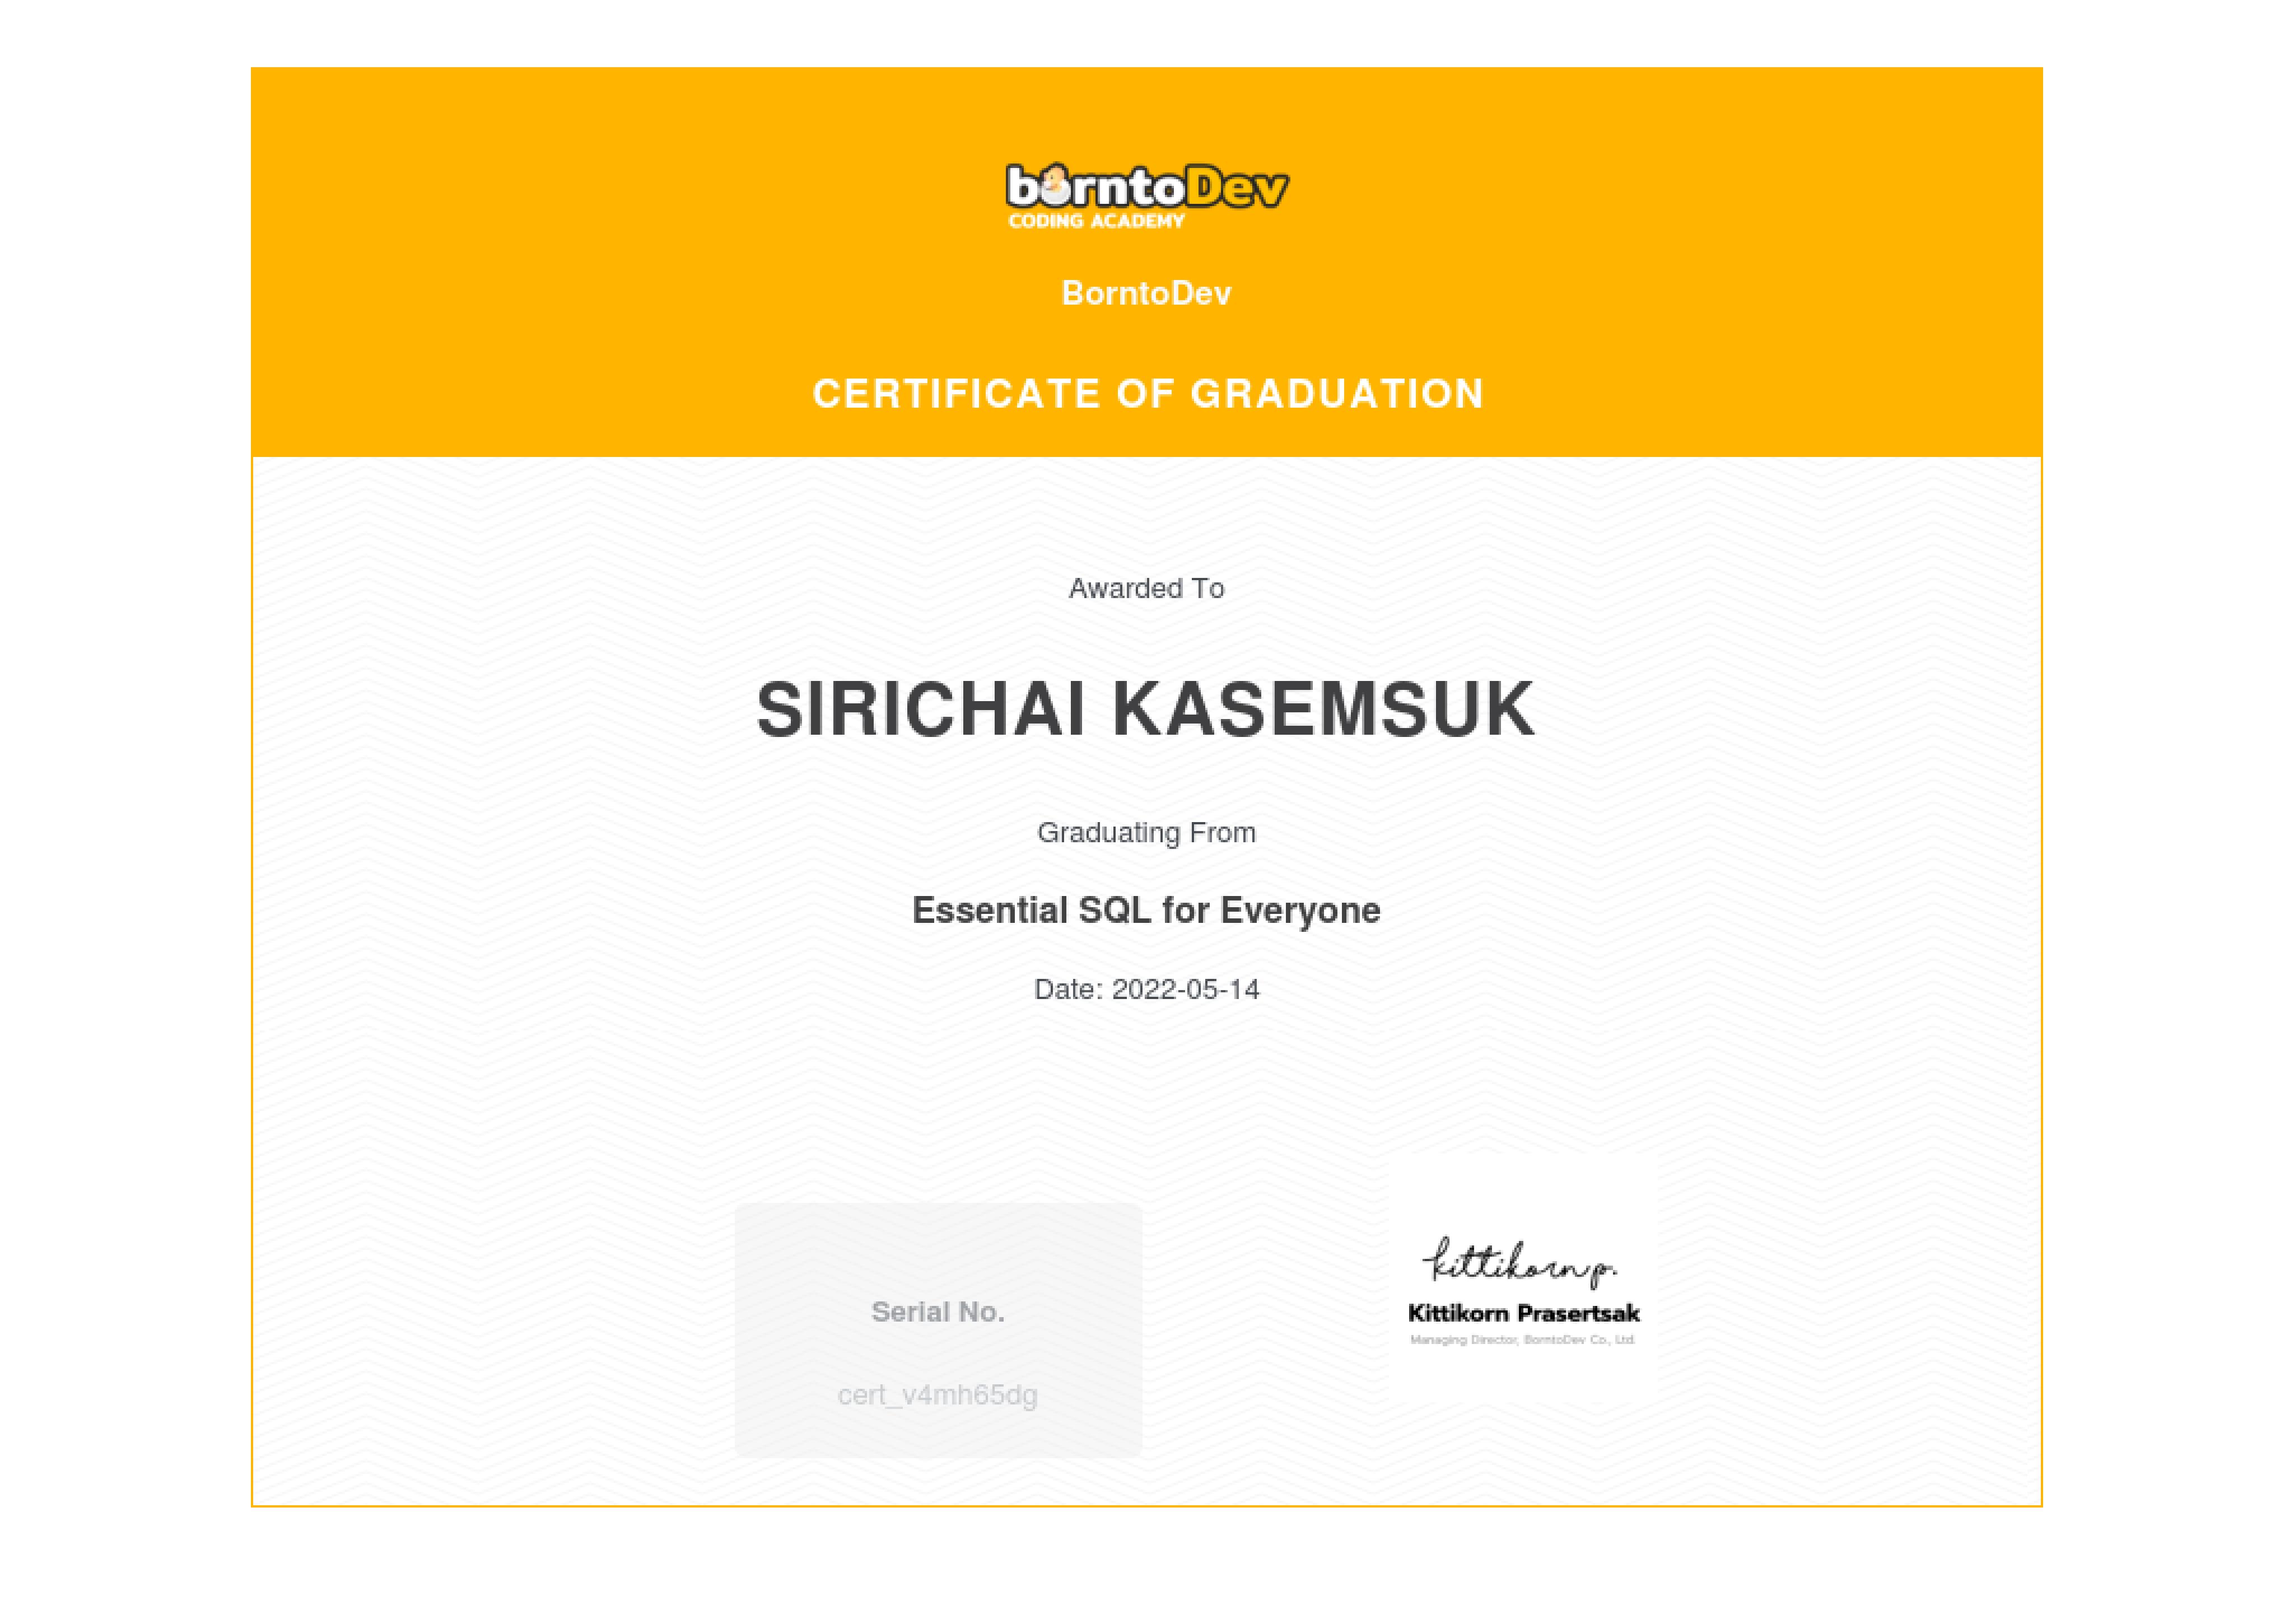 borntoDev
CODING ACADEMY
BorntoDev
CERTIFICATE OF GRADUATION
Awarded To
SIRICHAI KASEMSUK
Graduating From
Essential SQL for Everyone
Date: 2022-05-14
kittikorn p.
Kittikorn Prasertsak
Managing Director, BorntoDev Co., Ltd.
Serial No.
cert_v4mh65dg